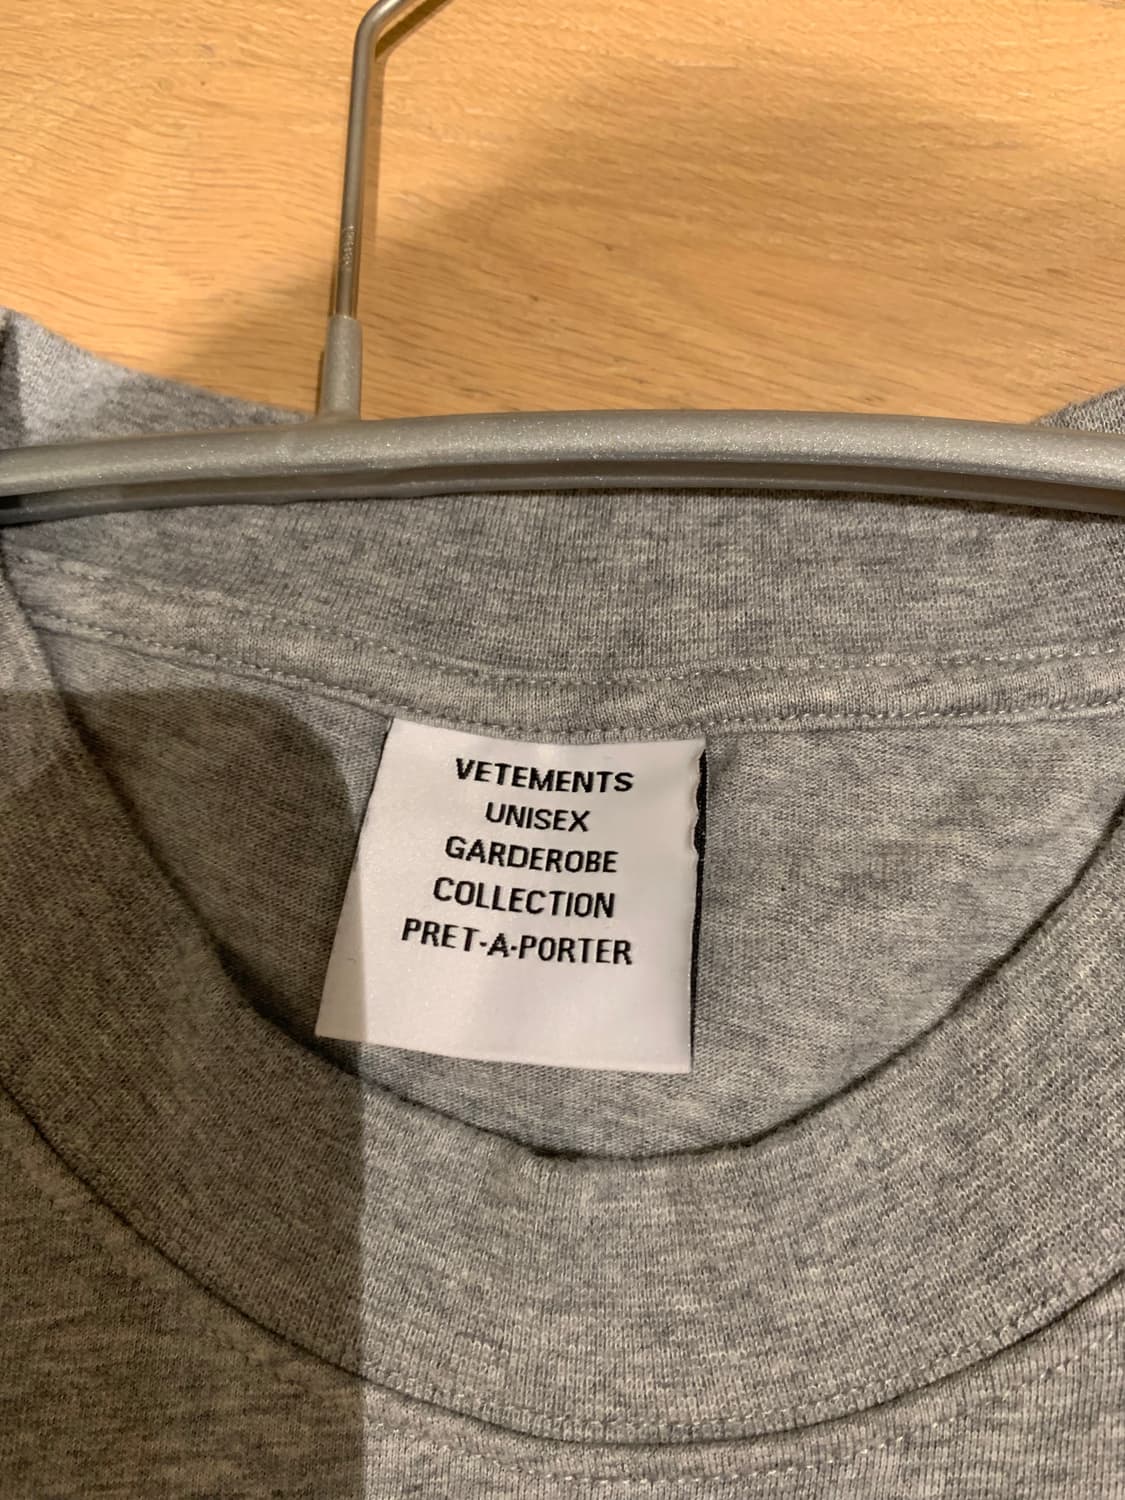 VETEMENTS
UNISEX
GARDEROBE
COLLECTION
PRET-A-PORTER